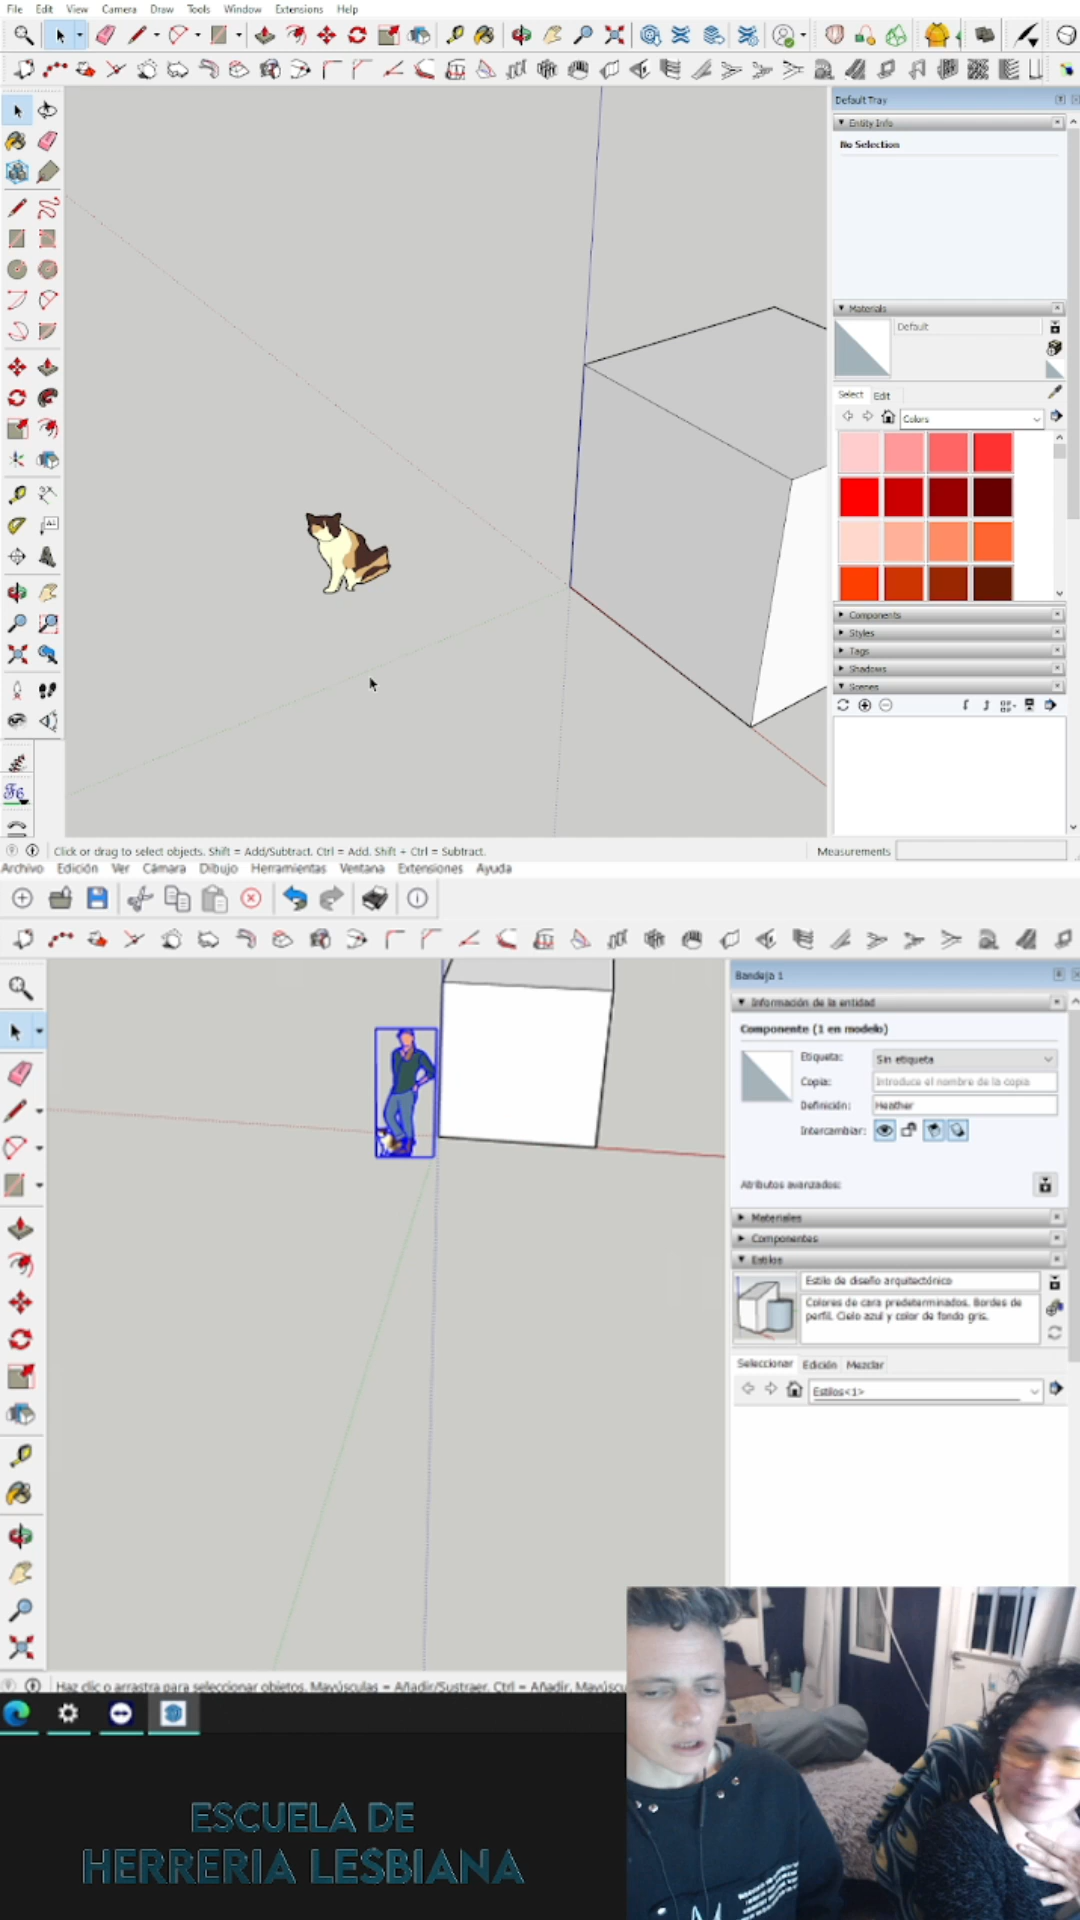 File Edit View Camera Draw Tools Window Extensions Help
Default Tray
Entity Info
No Selection
Materials
Default
Select Edit
Colors
Components
Styles
Tags
Shadows
Scenes
Click or drag to select objects. Shift = Add/Subtract. Ctrl = Add. Shift + Ctrl = Subtract.
Measurements
Archivo Edición Ver Cámara Dibujo Herramientas Ventana Extensiones Ayuda
Bandeja 1
Información de la entidad
Componente (1 en modelo)
Etiqueta: Sin etiqueta
Copia: Introduce el nombre de la copia
Definición: Heather
Intercambiar:
Atributos avanzados:
Materiales
Componentes
Estilos
Estilo de diseño arquitectónico
Colores de cara predeterminados. Bordes de
perfil. Cielo azul y color de fondo gris.
Seleccionar Edición Mezclar
Estilos<1>
Haz clic o arrastra para seleccionar objetos. Mayúsculas = Añadir/Sustraer. Ctrl = Añadir. Mayúscu
ESCUELA DE
HERRERIA LESBIANA